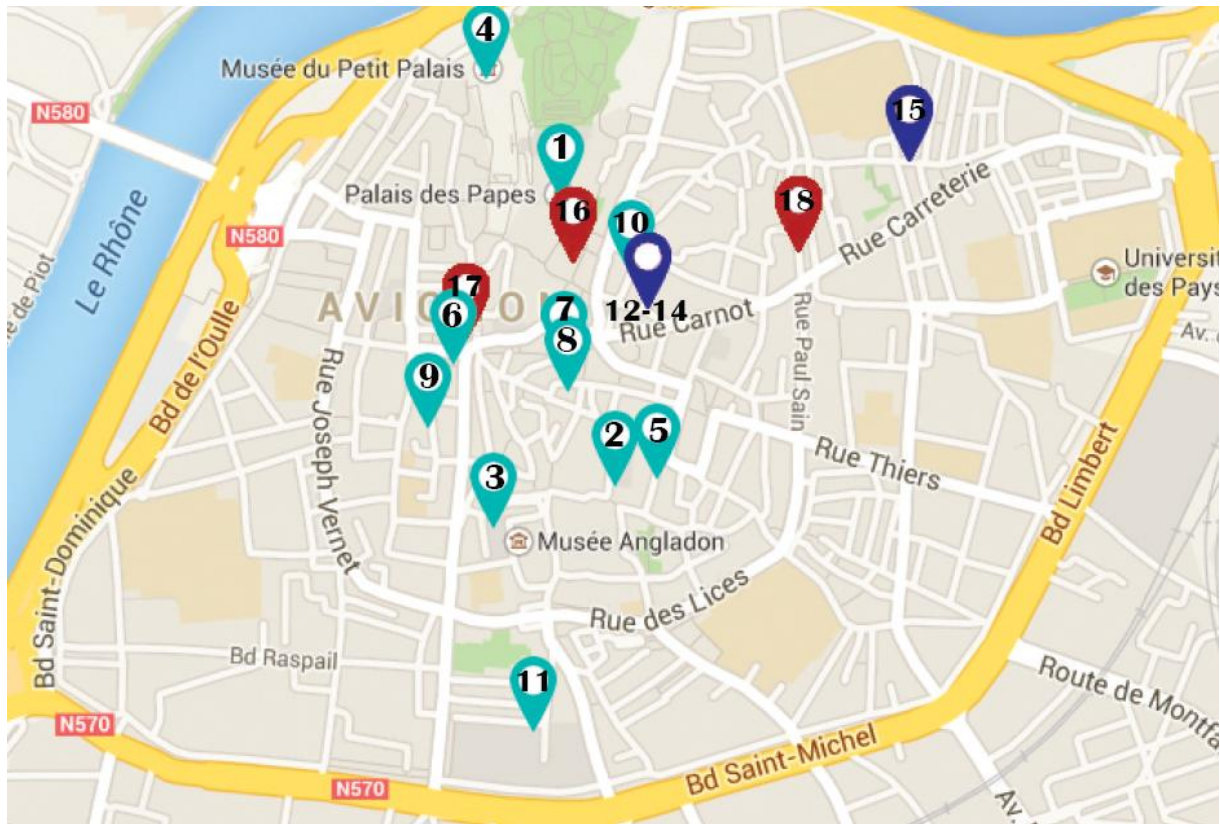 4
Musée du Petit Palais
N580
15
1
Palais des Papes
18
16
10
N580
Rue Carreterie
Universit
des Pays
Le Rhône
e de Piot
17
AVIGNON
6
7
12-14
Rue Carnot
8
Av. d
Rue Paul Sain
Bd de l'Oulle
Rue Joseph Vernet
9
2
5
Rue Thiers
3
Bd Limbert
Musée Angladon
Bd Saint-Dominique
Rue des Lices
Bd Raspail
11
Route de Montfa
N570
Bd Saint-Michel
N570
Av.